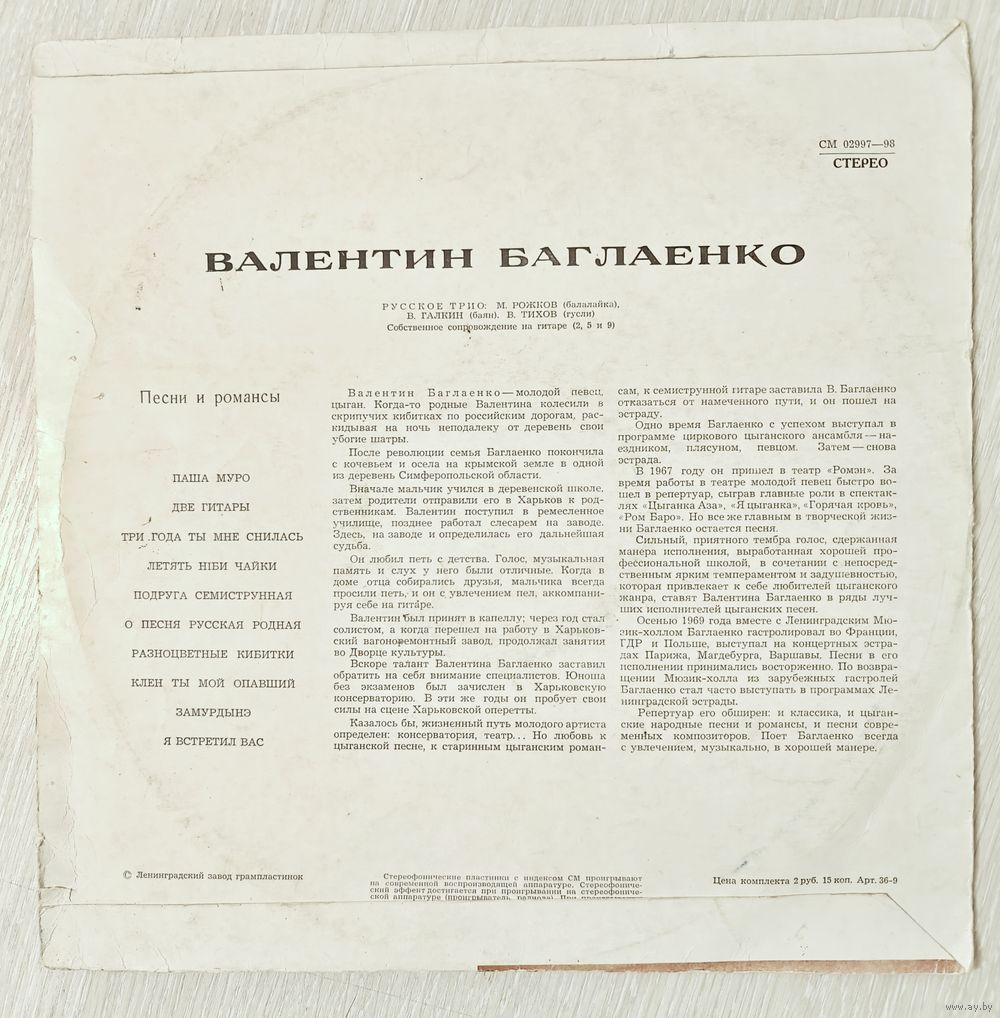 СМ 02997—98
СТЕРЕО
ВАЛЕНТИН БАГЛАЕНКО
РУССКОЕ ТРИО: М. РОЖКОВ (балалайка),
В. ГАЛКИН (баян), В. ТИХОВ (гусли)
Собственное сопровождение на гитаре (2, 5 и 9)
Песни и романсы
ПАША МУРО
ДВЕ ГИТАРЫ
ТРИ ГОДА ТЫ МНЕ СНИЛАСЬ
ЛЕТЯТЬ НІБИ ЧАЙКИ
ПОДРУГА СЕМИСТРУННАЯ
О ПЕСНЯ РУССКАЯ РОДНАЯ
РАЗНОЦВЕТНЫЕ КИБИТКИ
КЛЕН ТЫ МОЙ ОПАВШИЙ
ЗАМУРДЫНЭ
Я ВСТРЕТИЛ ВАС
Валентин Баглаенко — молодой певец,
цыган. Когда-то родные Валентина колесили в
скрипучих кибитках по российским дорогам, рас-
кидывая на ночь неподалеку от деревень свои
убогие шатры.
После революции семья Баглаенко покончила
с кочевьем и осела на крымской земле в одной
из деревень Симферопольской области.
Вначале мальчик учился в деревенской школе,
затем родители отправили его в Харьков к род-
ственникам. Валентин поступил в ремесленное
училище, позднее работал слесарем на заводе.
Здесь, на заводе и определилась его дальнейшая
судьба.
Он любил петь с детства. Голос, музыкальная
память и слух у него были отличные. Когда в
доме отца собирались друзья, мальчика всегда
просили петь, и он с увлечением пел, аккомпани-
руя себе на гитаре.
Валентин был принят в капеллу; через год стал
солистом, а когда перешел на работу в Харьков-
ский вагоноремонтный завод, продолжал занятия
во Дворце культуры.
Вскоре талант Валентина Баглаенко заставил
обратить на себя внимание специалистов. Юноша
без экзаменов был зачислен в Харьковскую
консерваторию. В эти же годы он пробует свои
силы на сцене Харьковской оперетты.
Казалось бы, жизненный путь молодого артиста
определен: консерватория, театр... Но любовь к
цыганской песне, к старинным цыганским роман-
сам, к семиструнной гитаре заставила В. Баглаенко
отказаться от намеченного пути, и он пошел на
эстраду.
Одно время Баглаенко с успехом выступал в
программе циркового цыганского ансамбля — на-
ездником, плясуном, певцом. Затем — снова
эстрада.
В 1967 году он пришел в театр «Ромэн». За
время работы в театре молодой певец быстро во-
шел в репертуар, сыграв главные роли в спектак-
лях «Цыганка Аза», «Я цыганка», «Горячая кровь»,
«Ром Баро». Но все же главным в творческой жиз-
ни Баглаенко остается песня.
Сильный, приятного тембра голос, сдержанная
манера исполнения, выработанная хорошей про-
фессиональной школой, в сочетании с непосред-
ственным ярким темпераментом и задушевностью,
которая привлекает к себе любителей цыганского
жанра, ставят Валентина Баглаенко в ряды луч-
ших исполнителей цыганских песен.
Осенью 1969 года вместе с Ленинградским Мю-
зик-холлом Баглаенко гастролировал во Франции,
ГДР и Польше, выступал на концертных эстра-
дах Парижа, Магдебурга, Варшавы. Песни в его
исполнении принимались восторженно. По возвра-
щении Мюзик-холла из зарубежных гастролей
Баглаенко стал часто выступать в программах Ле-
нинградской эстрады.
Репертуар его обширен: и классика, и цыган-
ские народные песни и романсы, и песни совре-
менных композиторов. Поет Баглаенко всегда
с увлечением, музыкально, в хорошей манере.
© Ленинградский завод грампластинок
Стереофонические пластинки с индексом СМ проигрывают
на современной воспроизводящей аппаратуре. Стереофониче-
ский эффект достигается при проигрывании на стереофониче-
ской аппаратуре (проигрыватель, радиола). При
Цена комплекта 2 руб. 15 коп. Арт. 36-9
www.ay.by